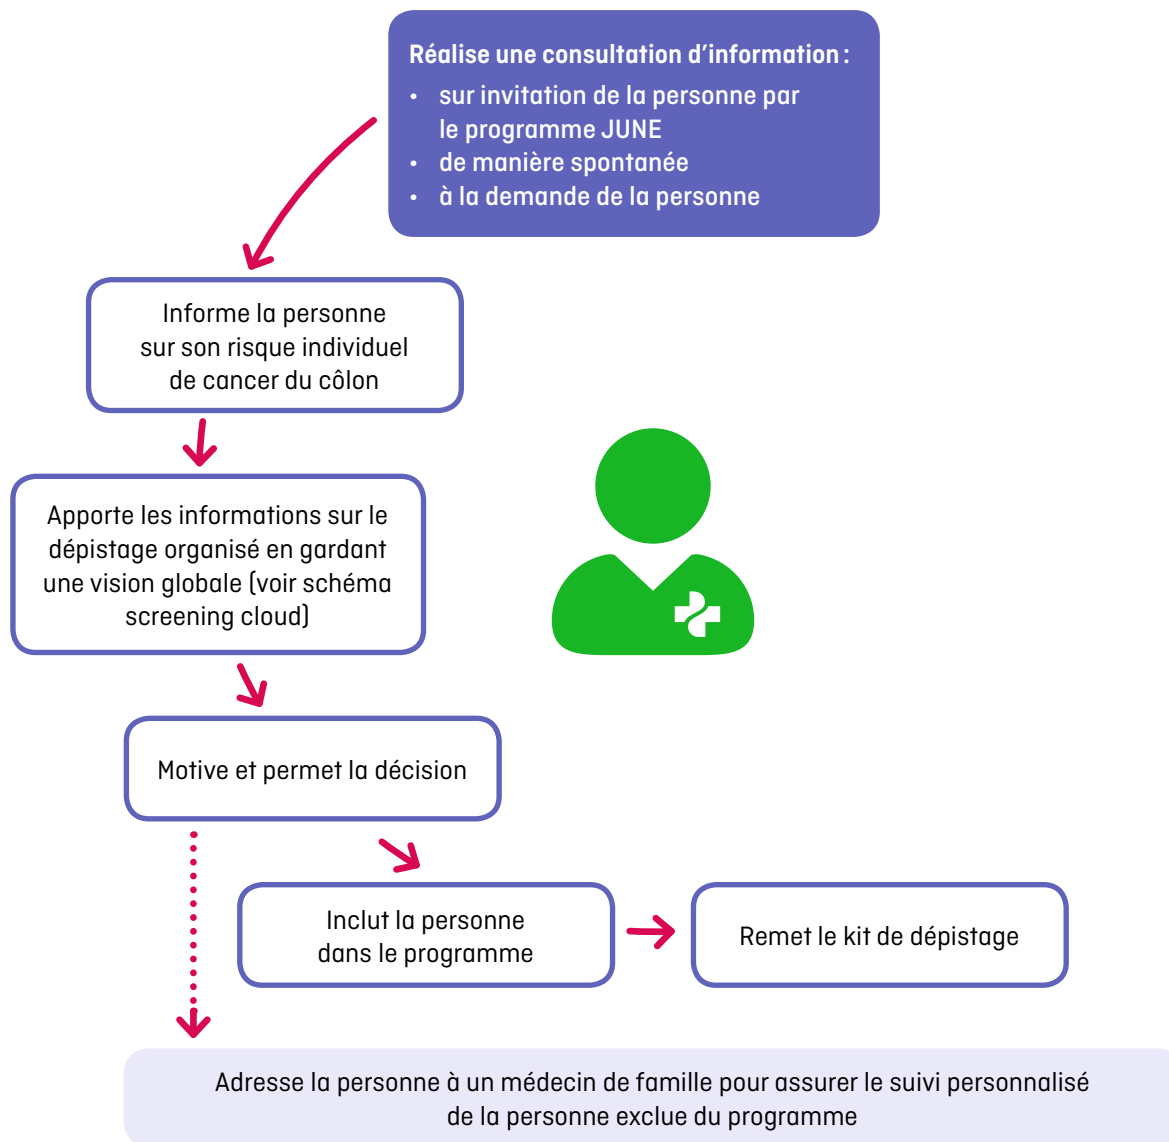 Réalise une consultation d’information :
• sur invitation de la personne par
le programme JUNE
• de manière spontanée
• à la demande de la personne
Informe la personne
sur son risque individuel
de cancer du côlon
Apporte les informations sur le
dépistage organisé en gardant
une vision globale (voir schéma
screening cloud)
Motive et permet la décision
Inclut la personne
dans le programme
Remet le kit de dépistage
Adresse la personne à un médecin de famille pour assurer le suivi personnalisé
de la personne exclue du programme